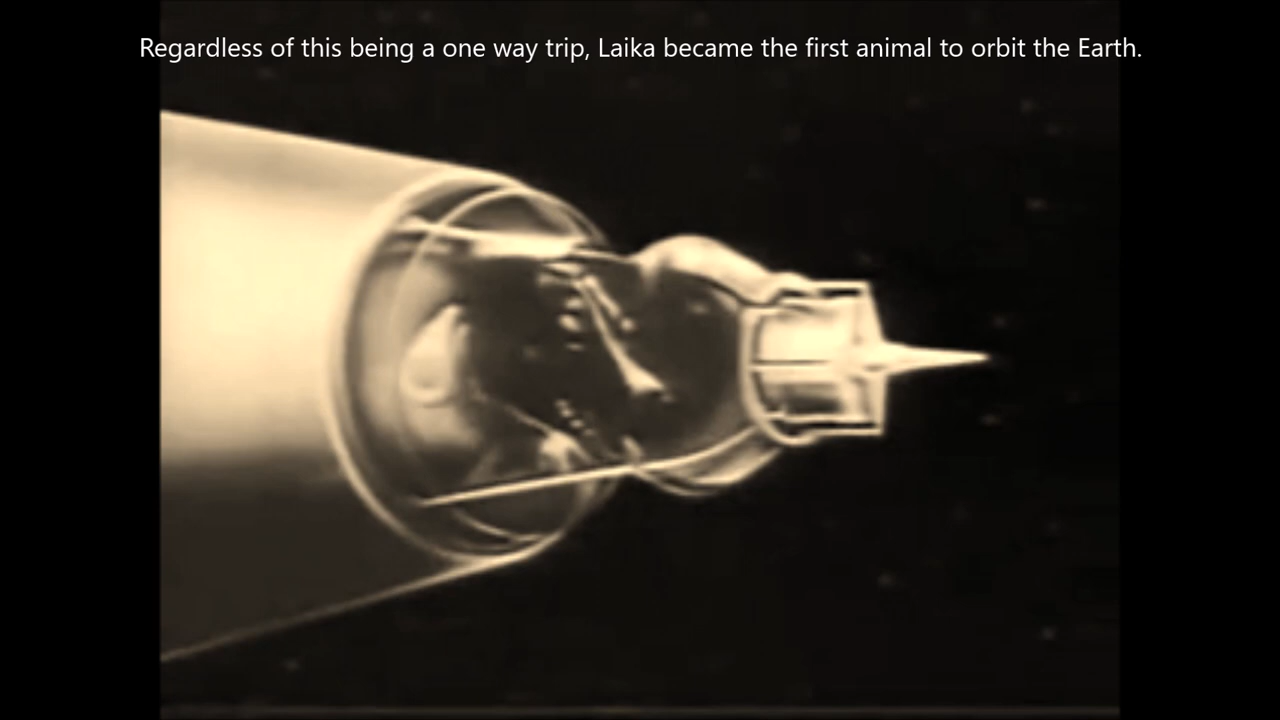 Regardless of this being a one way trip, Laika became the first animal to orbit the Earth.